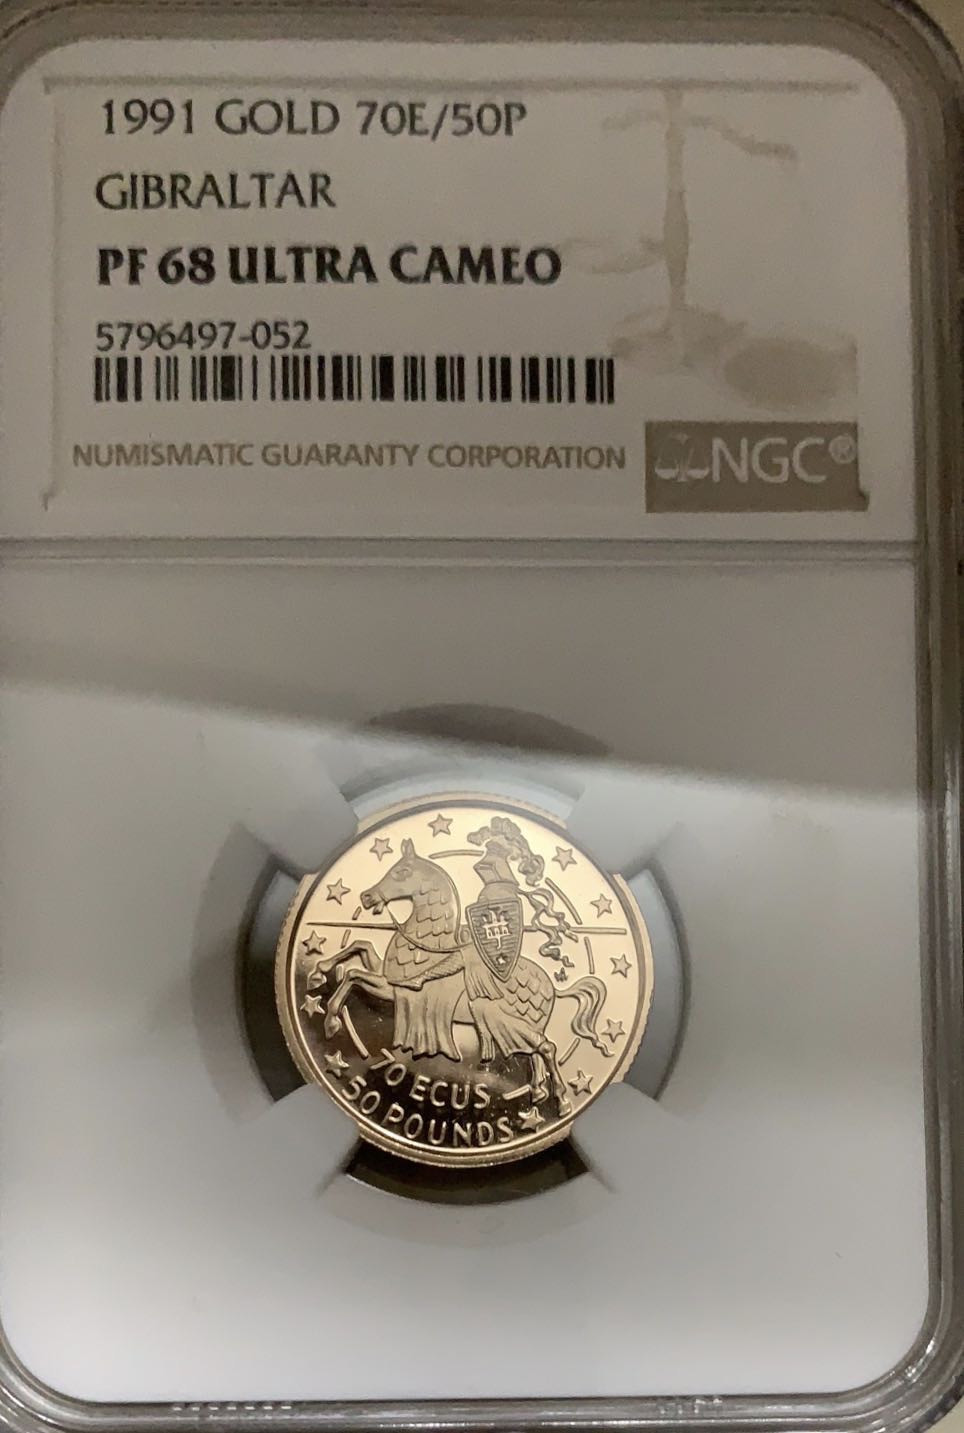 1991 GOLD 70E/50P
GIBRALTAR
PF 68 ULTRA CAMEO
5796497-052
NUMISMATIC GUARANTY CORPORATION
NGC®
70 ECUS
50 POUNDS